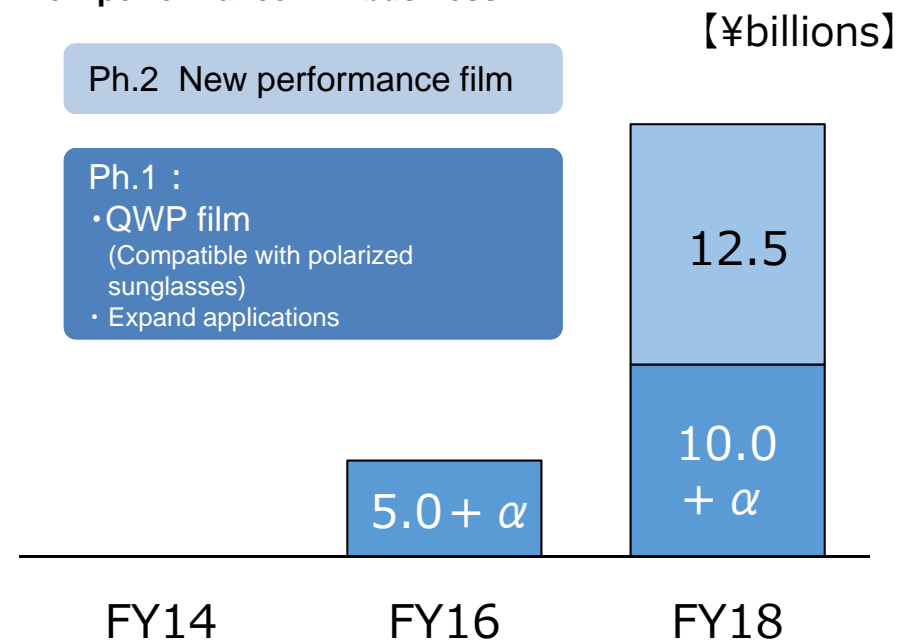 【¥billions】
Ph.2 New performance film
Ph.1：
・QWP film
(Compatible with polarized
sunglasses)
・Expand applications
12.5
10.0
＋α
5.0＋α
FY14 FY16 FY18